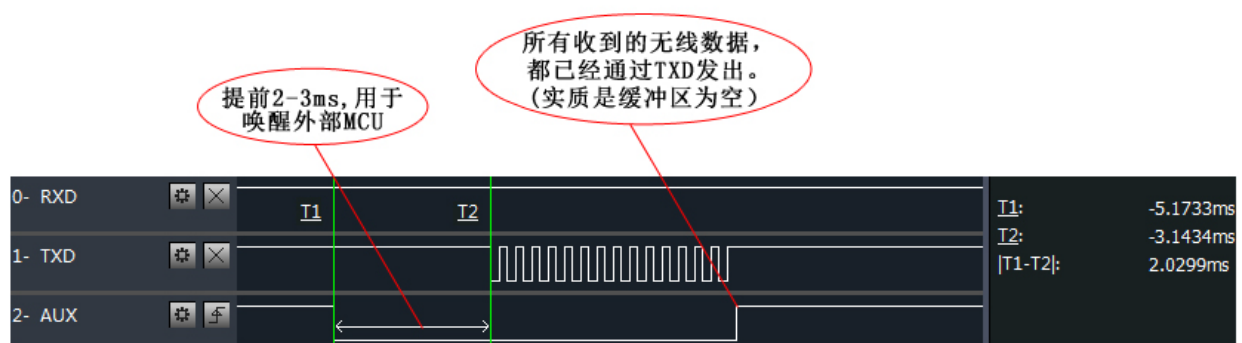 所有收到的无线数据，
都已经通过TXD发出。
(实质是缓冲区为空)
提前2-3ms,用于
唤醒外部MCU
0- RXD
T1
T2
T1: -5.1733ms
T2: -3.1434ms
1- TXD
|T1-T2|: 2.0299ms
2- AUX